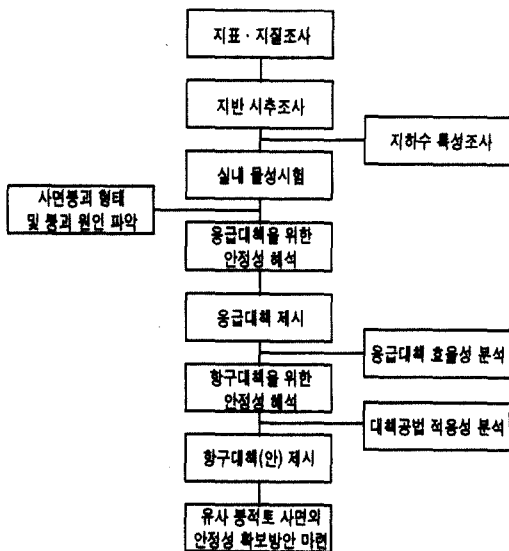 지표 · 지질조사
지반 시추조사
지하수 특성조사
실내 물성시험
사면붕괴 형태
및 붕괴 원인 파악
응급대책을 위한
안정성 해석
응급대책 제시
응급대책 효율성 분석
항구대책을 위한
안정성 해석
대책공법 적용성 분석
항구대책(안) 제시
유사 붕적토 사면의
안정성 확보방안 마련